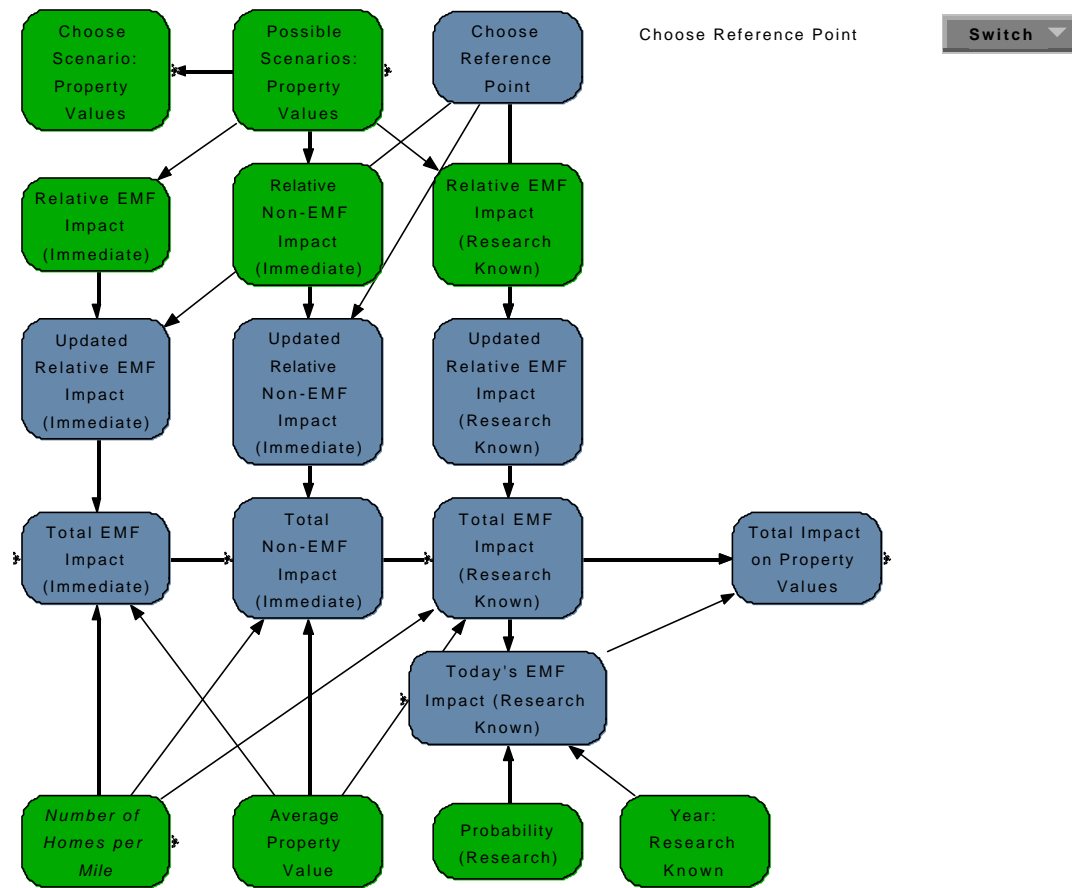 Choose
Scenario:
Property
Values
Possible
Scenarios:
Property
Values
Choose
Reference
Point
Choose Reference Point
Switch
Relative EMF
Impact
(Immediate)
Relative
Non-EMF
Impact
(Immediate)
Relative EMF
Impact
(Research
Known)
Updated
Relative EMF
Impact
(Immediate)
Updated
Relative
Non-EMF
Impact
(Immediate)
Updated
Relative EMF
Impact
(Research
Known)
Total EMF
Impact
(Immediate)
Total
Non-EMF
Impact
(Immediate)
Total EMF
Impact
(Research
Known)
Total Impact
on Property
Values
Today's EMF
Impact (Research
Known)
Number of
Homes per
Mile
Average
Property
Value
Probability
(Research)
Year:
Research
Known